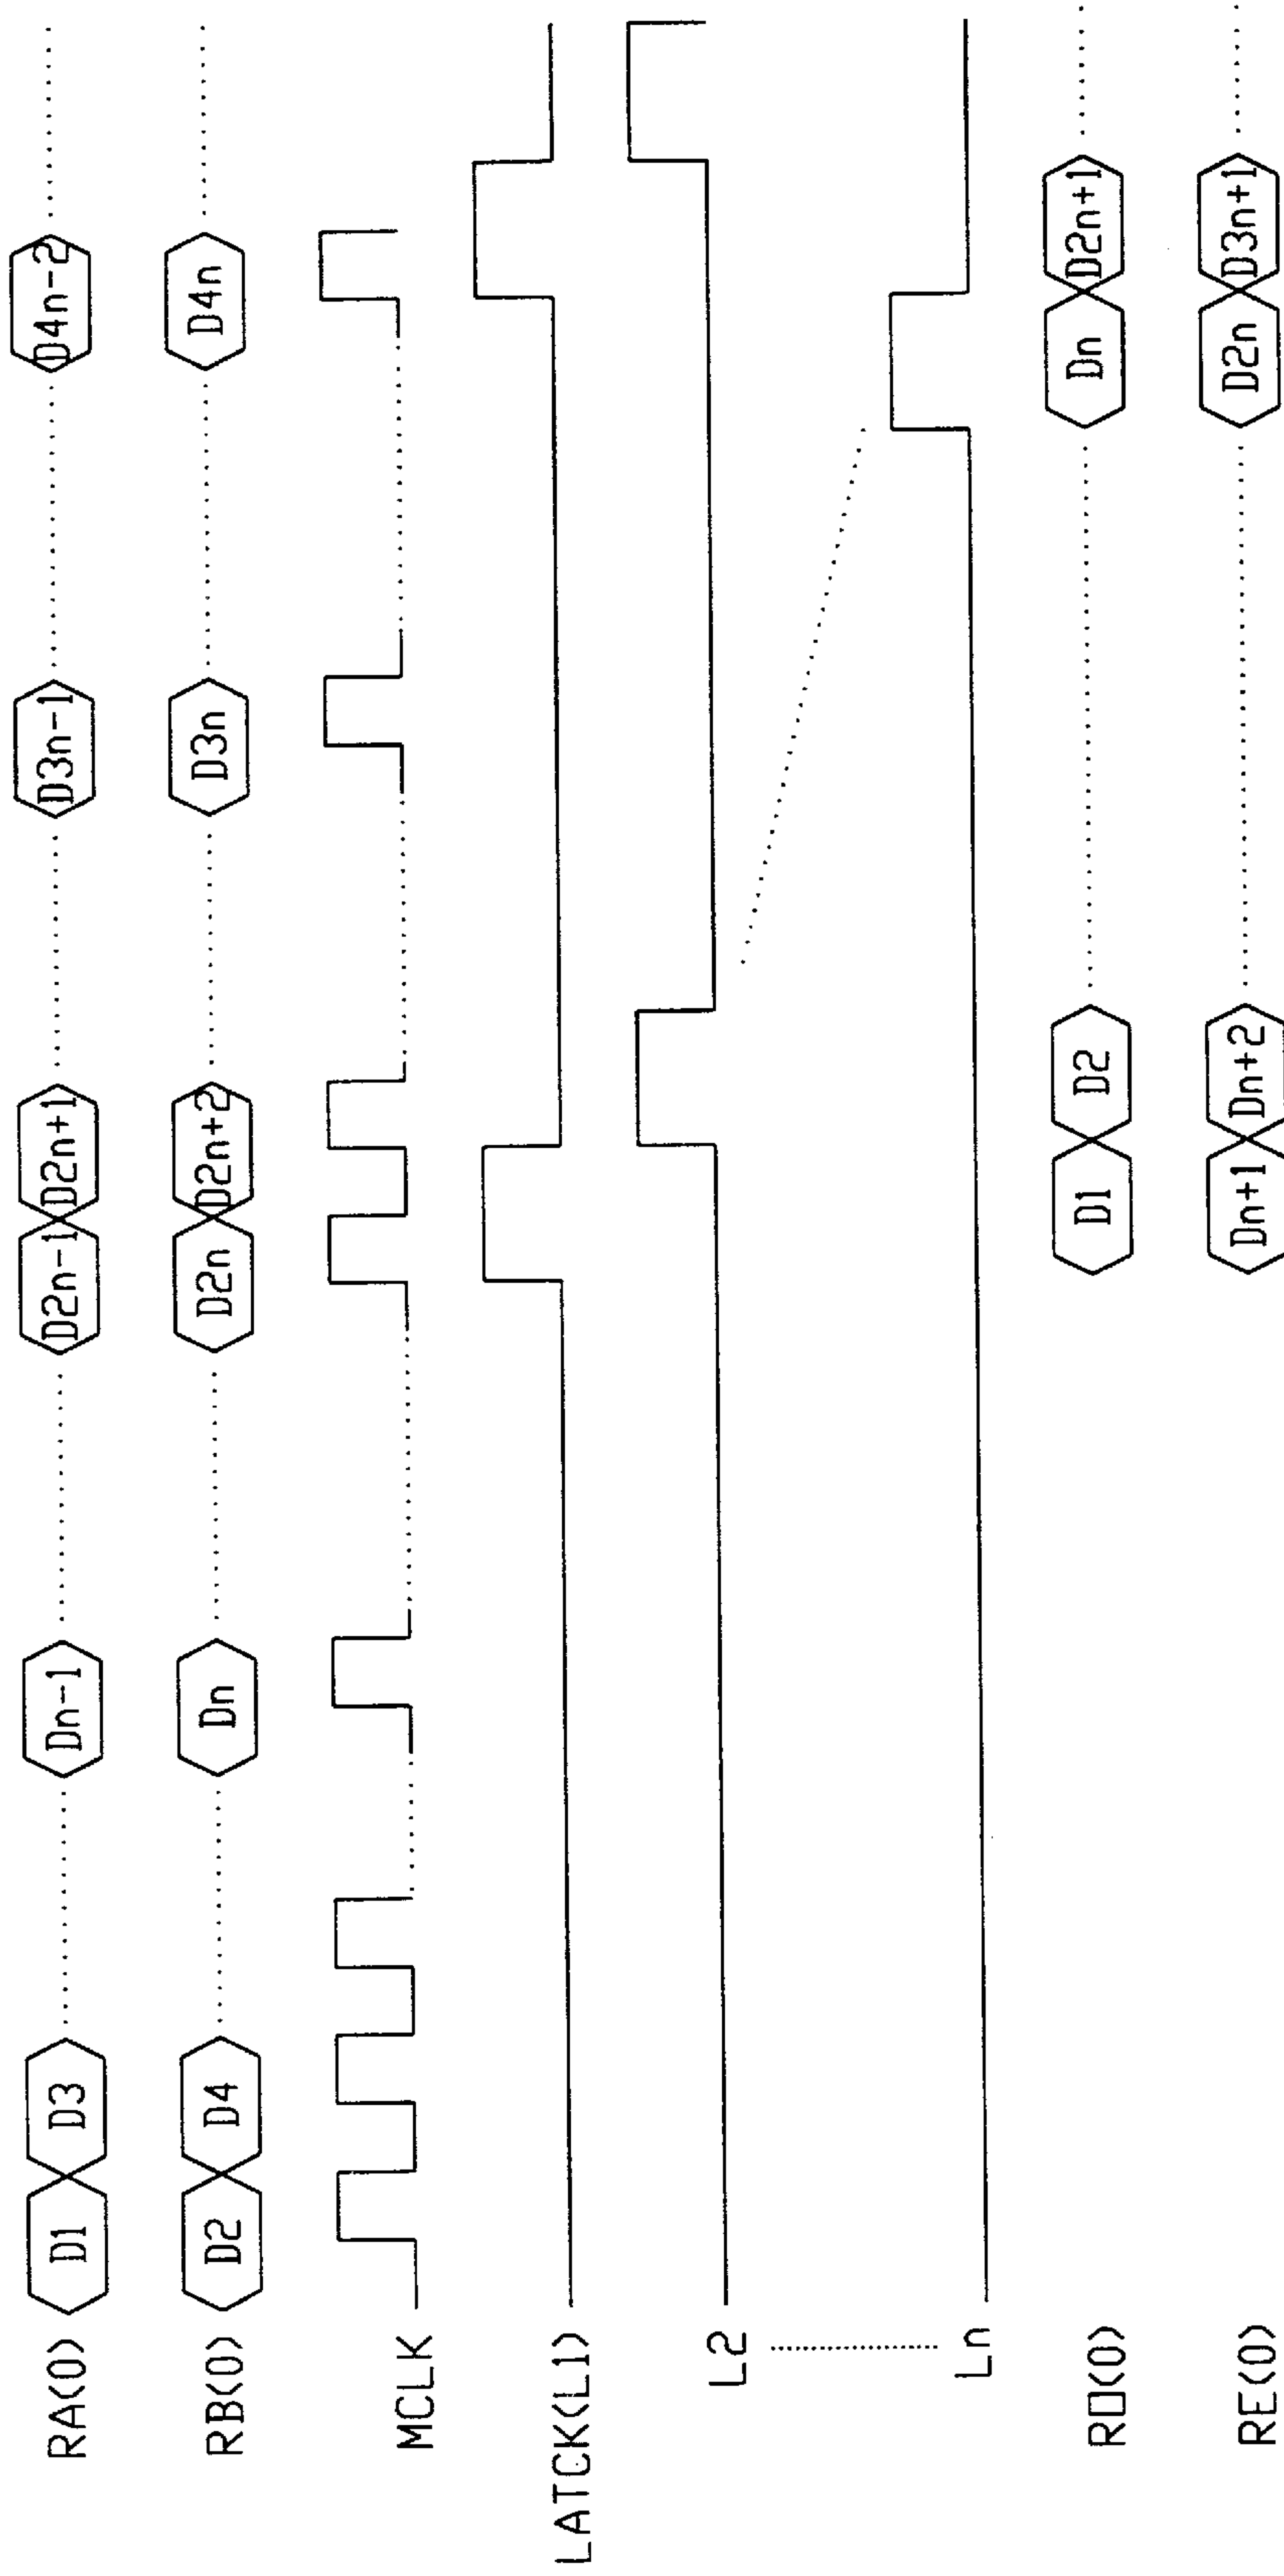 RA(0) D1 D3 Dn-1 D2n-1 D2n+1 D3n-1 D4n-2
RB(0) D2 D4 Dn D2n D2n+2 D3n D4n
MCLK
LATCK(L1)
L2
Ln
RD(0) D1 D2 Dn D2n+1
RE(0) Dn+1 Dn+2 D2n D3n+1